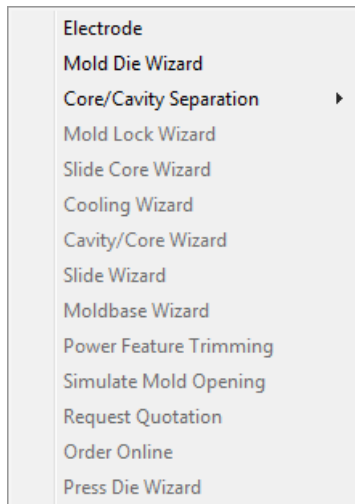 Electrode
Mold Die Wizard
Core/Cavity Separation
Mold Lock Wizard
Slide Core Wizard
Cooling Wizard
Cavity/Core Wizard
Slide Wizard
Moldbase Wizard
Power Feature Trimming
Simulate Mold Opening
Request Quotation
Order Online
Press Die Wizard